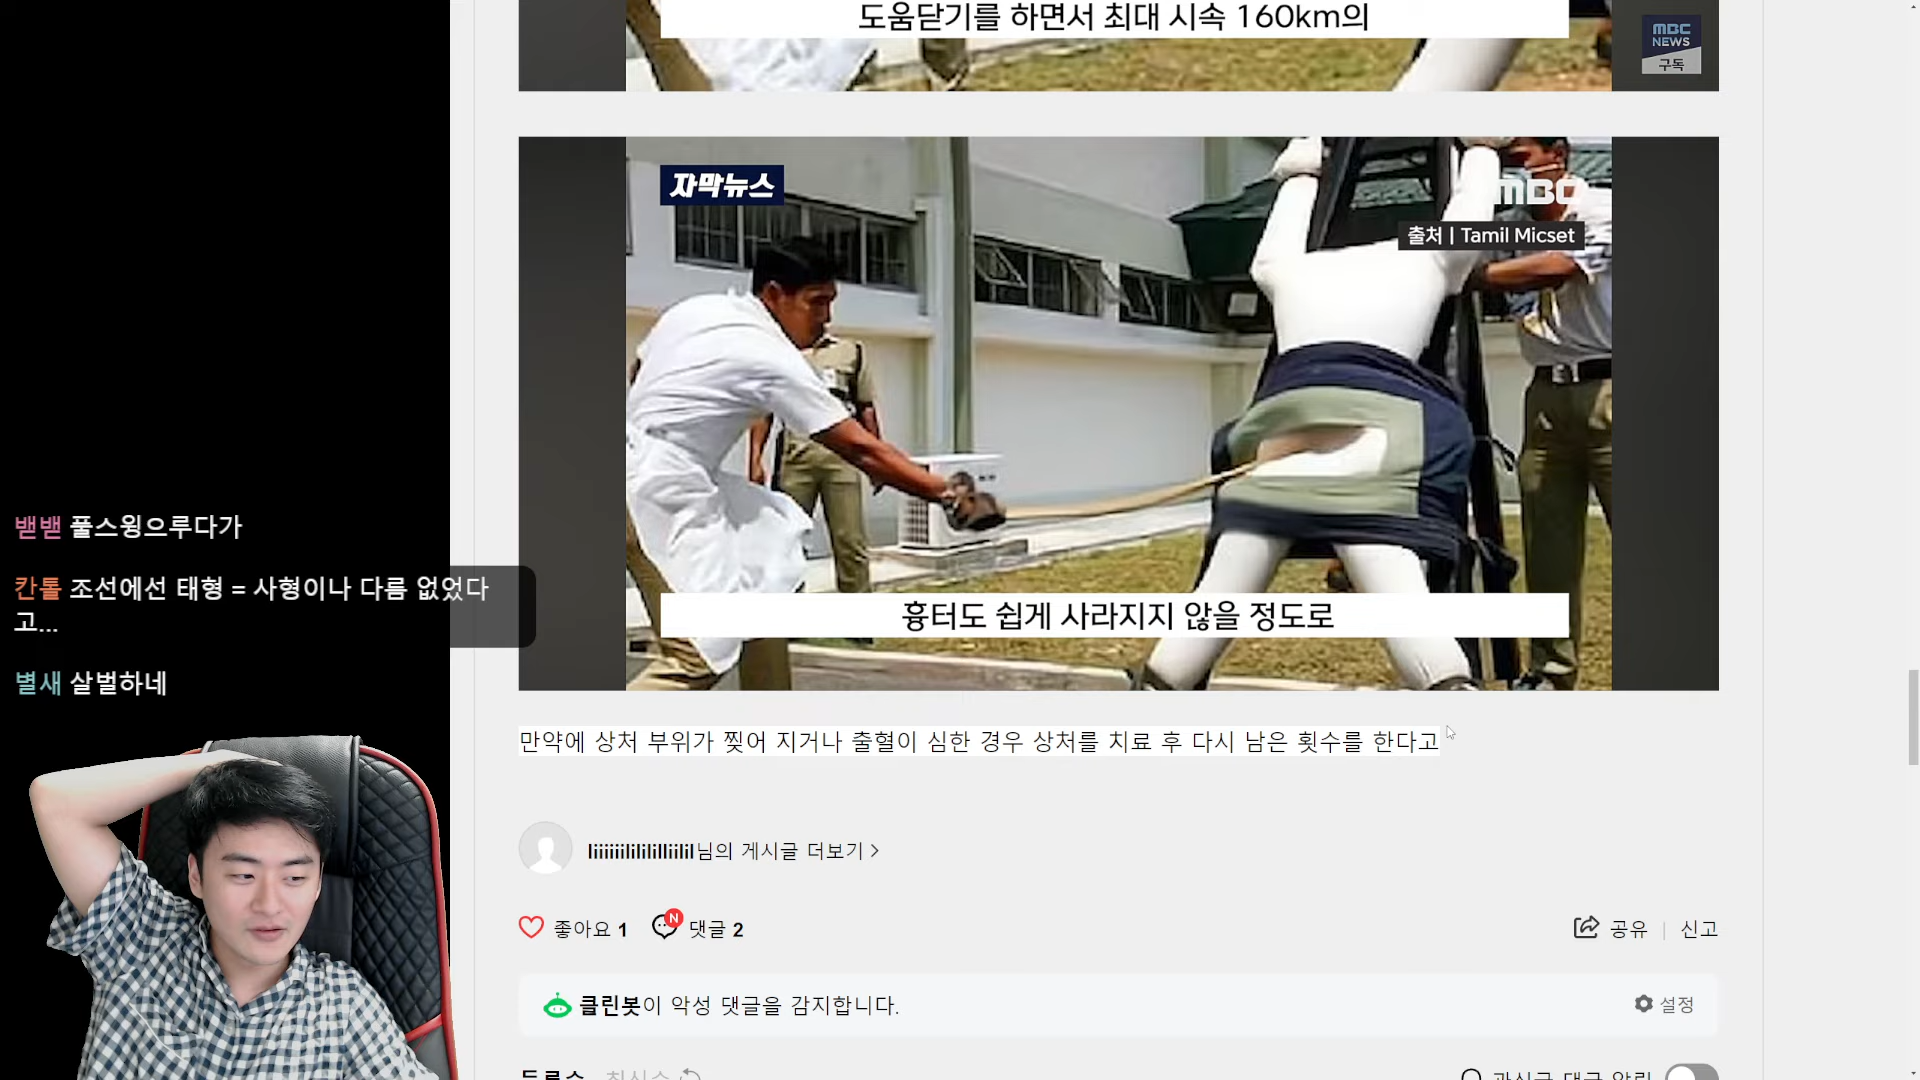 도움닫기를 하면서 최대 시속 160km의
MBC
NEWS
구독
자막뉴스
MBC
출처 | Tamil Micset
뱉뱉 풀스윙으루다가
칸톨 조선에선 태형 = 사형이나 다름 없었다
고...
별새 살벌하네
흉터도 쉽게 사라지지 않을 정도로
만약에 상처 부위가 찢어 지거나 출혈이 심한 경우 상처를 치료 후 다시 남은 횟수를 한다고
님의 게시글 더보기 >
좋아요 1
N
댓글 2
공유 | 신고
클린봇이 악성 댓글을 감지합니다.
설정